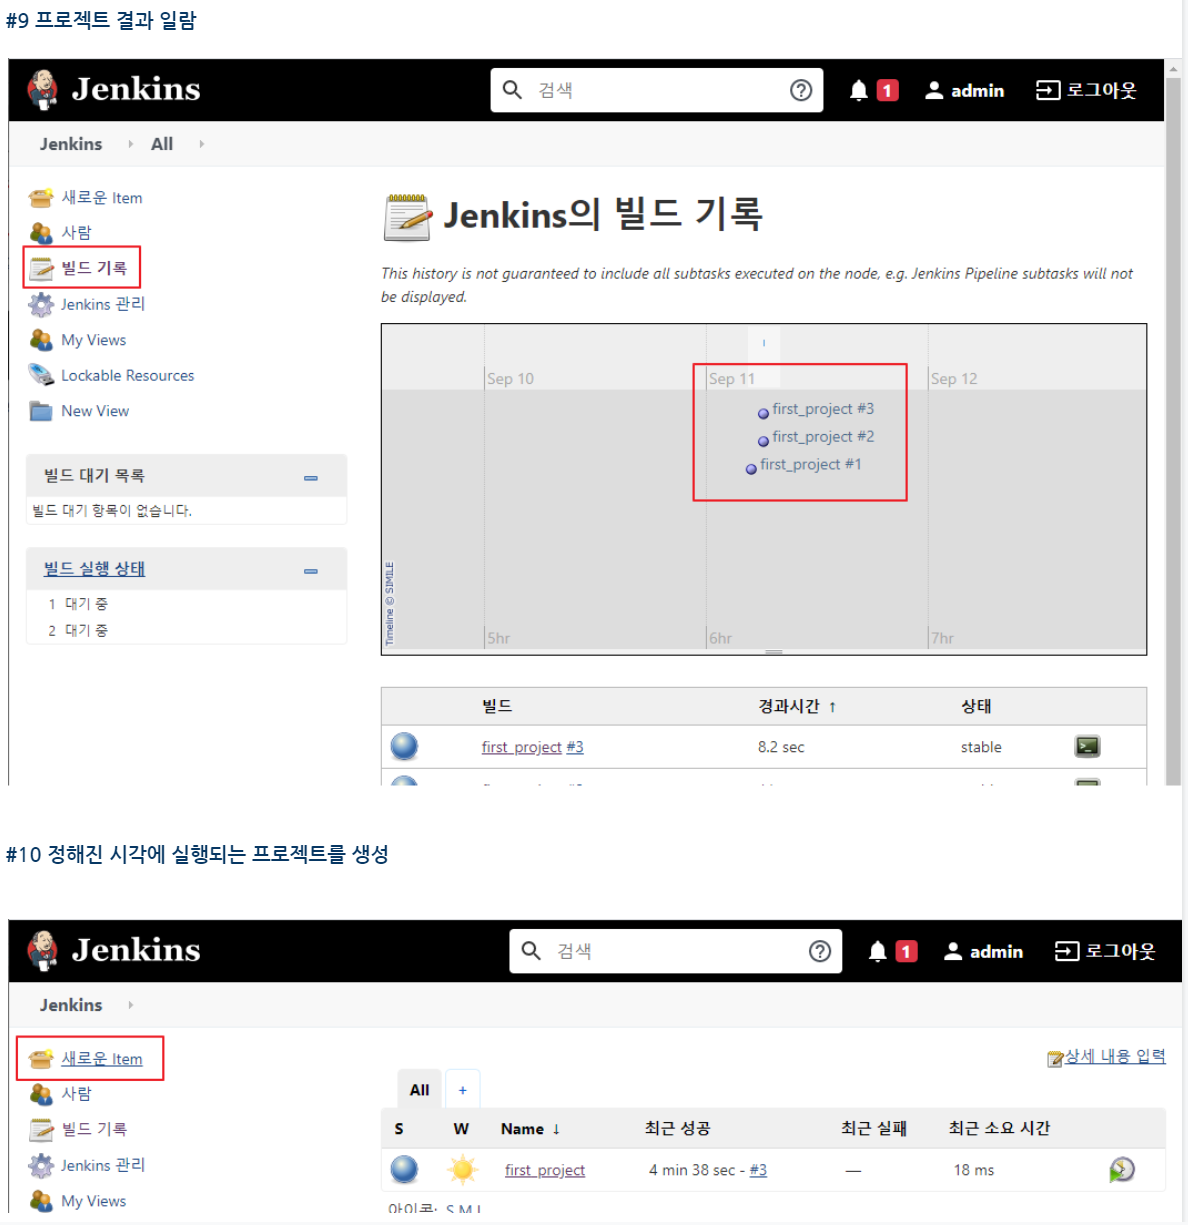 #9 프로젝트 결과 일람
Jenkins
검색
1
admin
로그아웃
Jenkins
All
새로운 Item
사람
빌드 기록
Jenkins 관리
My Views
Lockable Resources
New View
빌드 대기 목록
빌드 대기 항목이 없습니다.
빌드 실행 상태
1 대기 중
2 대기 중
Jenkins의 빌드 기록
This history is not guaranteed to include all subtasks executed on the node, e.g. Jenkins Pipeline subtasks will not
be displayed.
Sep 10
Sep 11
Sep 12
first_project #3
first_project #2
first_project #1
Timeline © SIMILE
5hr
6hr
7hr
빌드 경과시간 ↑ 상태
first_project #3 8.2 sec stable
#10 정해진 시각에 실행되는 프로젝트를 생성
Jenkins
검색
1
admin
로그아웃
Jenkins
새로운 Item
사람
빌드 기록
Jenkins 관리
My Views
상세 내용 입력
All +
S W Name ↓ 최근 성공 최근 실패 최근 소요 시간
first_project 4 min 38 sec - #3 — 18 ms
아이콘: S M L